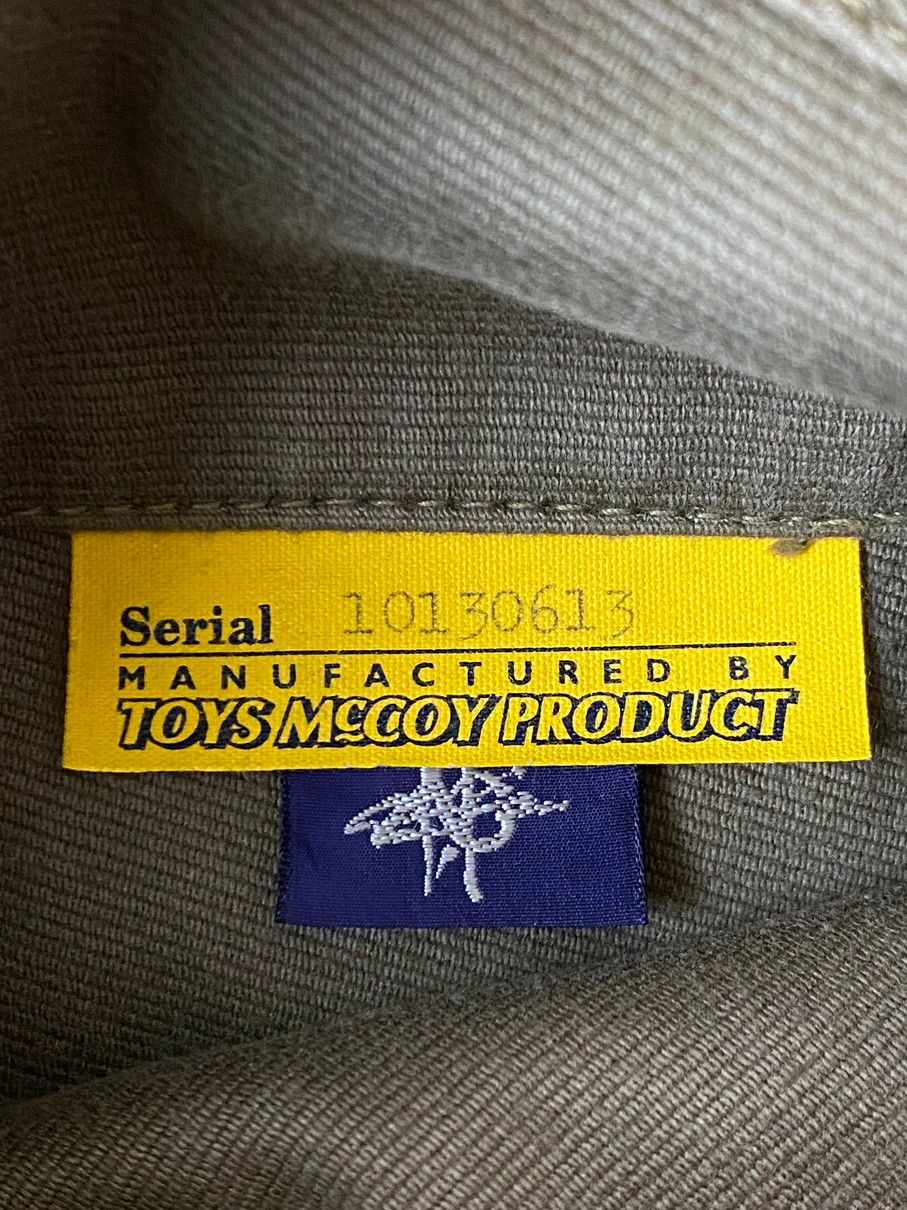 Serial 10130613
MANUFACTURED BY
TOYS McCOY PRODUCT